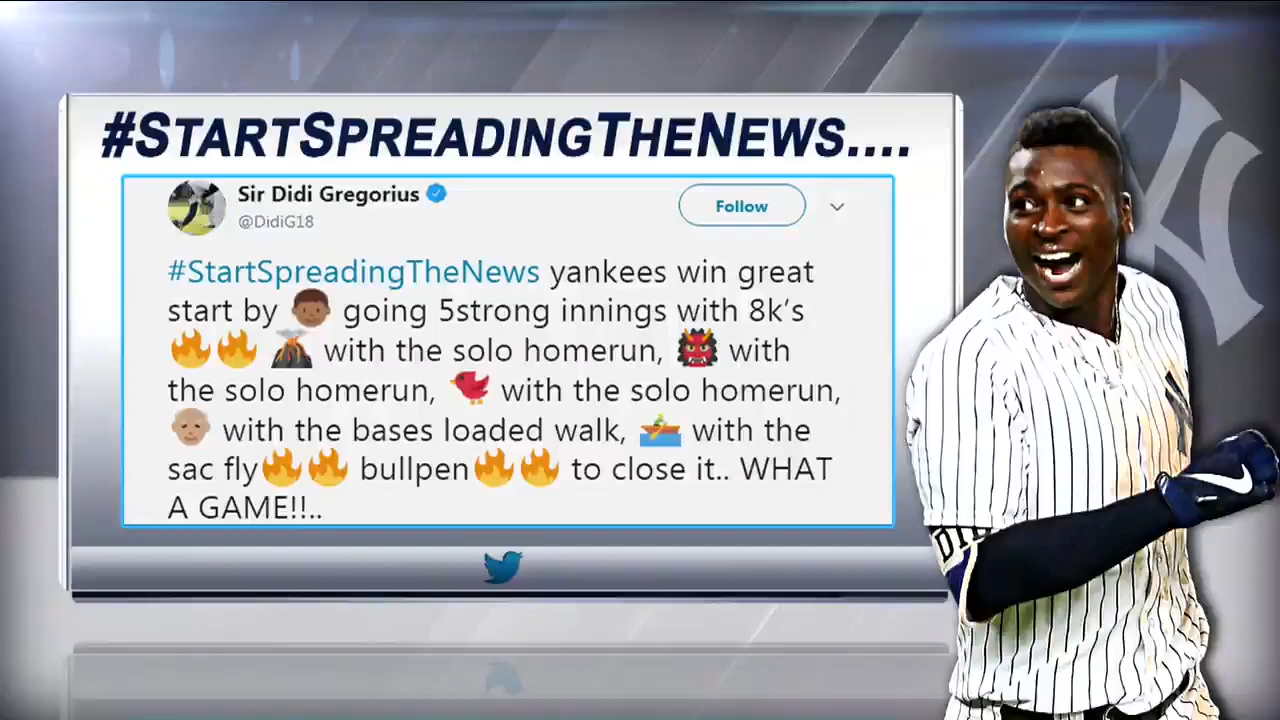 #STARTSPREADINGTHENEWS....
Sir Didi Gregorius
@DidiG18
Follow
#StartSpreadingTheNews yankees win great
start by 👦🏾 going 5strong innings with 8k's
🔥🔥 🌋 with the solo homerun, 👹 with
the solo homerun, 🐦 with the solo homerun,
👴🏼 with the bases loaded walk, 🚣 with the
sac fly🔥🔥 bullpen🔥🔥 to close it.. WHAT
A GAME!!..
NY
DI